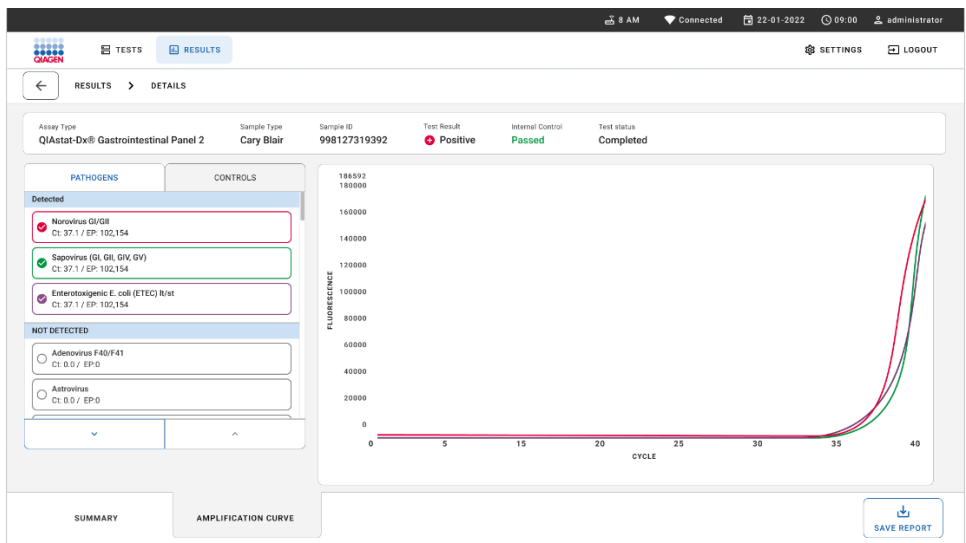 8 AM Connected 22-01-2022 09:00 administrator
QIAGEN TESTS RESULTS SETTINGS LOGOUT
RESULTS > DETAILS
Assay Type Sample Type Sample ID Test Result Internal Control Test status
QIAstat-Dx® Gastrointestinal Panel 2 Cary Blair 998127319392 Positive Passed Completed
PATHOGENS CONTROLS
Detected
Norovirus GI/GII
Ct: 37.1 / EP: 102,154
Sapovirus (GI, GII, GIV, GV)
Ct: 37.1 / EP: 102,154
Enterotoxigenic E. coli (ETEC) lt/st
Ct: 37.1 / EP: 102,154
NOT DETECTED
Adenovirus F40/F41
Ct: 0.0 / EP:0
Astrovirus
Ct: 0.0 / EP:0
186592
180000
160000
140000
120000
100000
80000
60000
40000
20000
0
FLUORESCENCE
0 5 15 20 25 30 35 40
CYCLE
SUMMARY AMPLIFICATION CURVE
SAVE REPORT